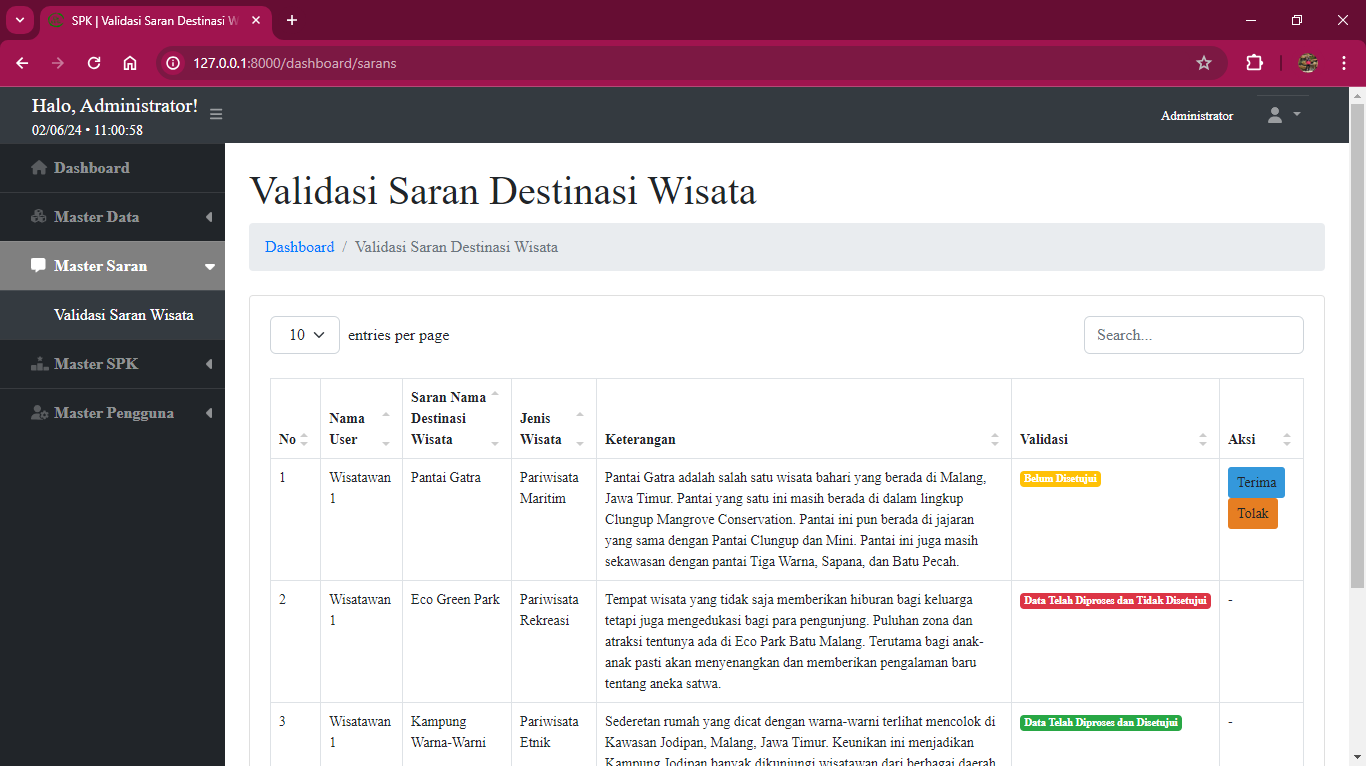 SPK | Validasi Saran Destinasi W
127.0.0.1:8000/dashboard/sarans
Halo, Administrator!
02/06/24 • 11:00:58
Administrator
Dashboard
Master Data
Master Saran
Validasi Saran Wisata
Master SPK
Master Pengguna
Validasi Saran Destinasi Wisata
Dashboard / Validasi Saran Destinasi Wisata
10 entries per page
Search...
No
Nama
User
Saran Nama
Destinasi
Wisata
Jenis
Wisata
Keterangan
Validasi
Aksi
1
Wisatawan
1
Pantai Gatra
Pariwisata
Maritim
Pantai Gatra adalah salah satu wisata bahari yang berada di Malang,
Jawa Timur. Pantai yang satu ini masih berada di dalam lingkup
Clungup Mangrove Conservation. Pantai ini pun berada di jajaran
yang sama dengan Pantai Clungup dan Mini. Pantai ini juga masih
sekawasan dengan pantai Tiga Warna, Sapana, dan Batu Pecah.
Belum Disetujui
Terima
Tolak
2
Wisatawan
1
Eco Green Park
Pariwisata
Rekreasi
Tempat wisata yang tidak saja memberikan hiburan bagi keluarga
tetapi juga mengedukasi bagi para pengunjung. Puluhan zona dan
atraksi tentunya ada di Eco Park Batu Malang. Terutama bagi anak-
anak pasti akan menyenangkan dan memberikan pengalaman baru
tentang aneka satwa.
Data Telah Diproses dan Tidak Disetujui
-
3
Wisatawan
1
Kampung
Warna-Warni
Pariwisata
Etnik
Sederetan rumah yang dicat dengan warna-warni terlihat mencolok di
Kawasan Jodipan, Malang, Jawa Timur. Keunikan ini menjadikan
Kampung Jodipan banyak dikunjungi wisatawan dari berbagai daerah
Data Telah Diproses dan Disetujui
-